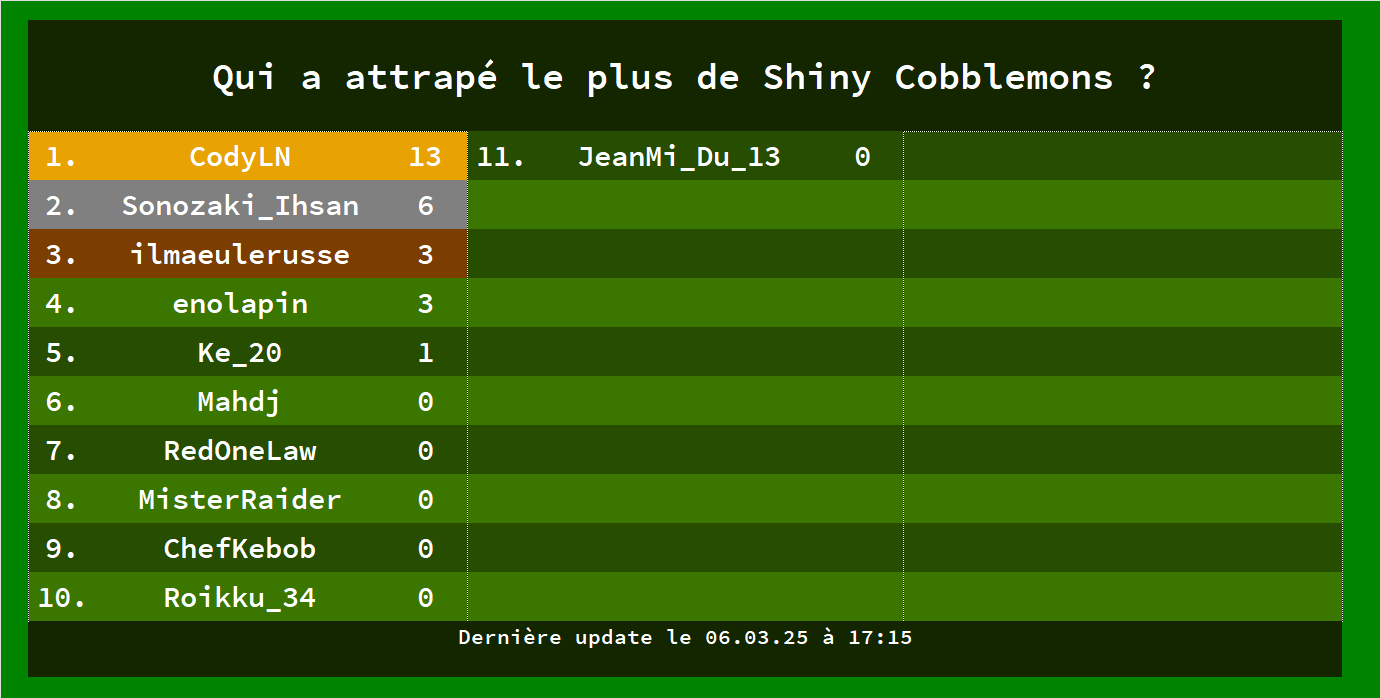 Qui a attrapé le plus de Shiny Cobblemons ?
1. CodyLN 13
2. Sonozaki_Ihsan 6
3. ilmaeulerusse 3
4. enolapin 3
5. Ke_20 1
6. Mahdj 0
7. RedOneLaw 0
8. MisterRaider 0
9. ChefKebob 0
10. Roikku_34 0
11. JeanMi_Du_13 0
Dernière update le 06.03.25 à 17:15